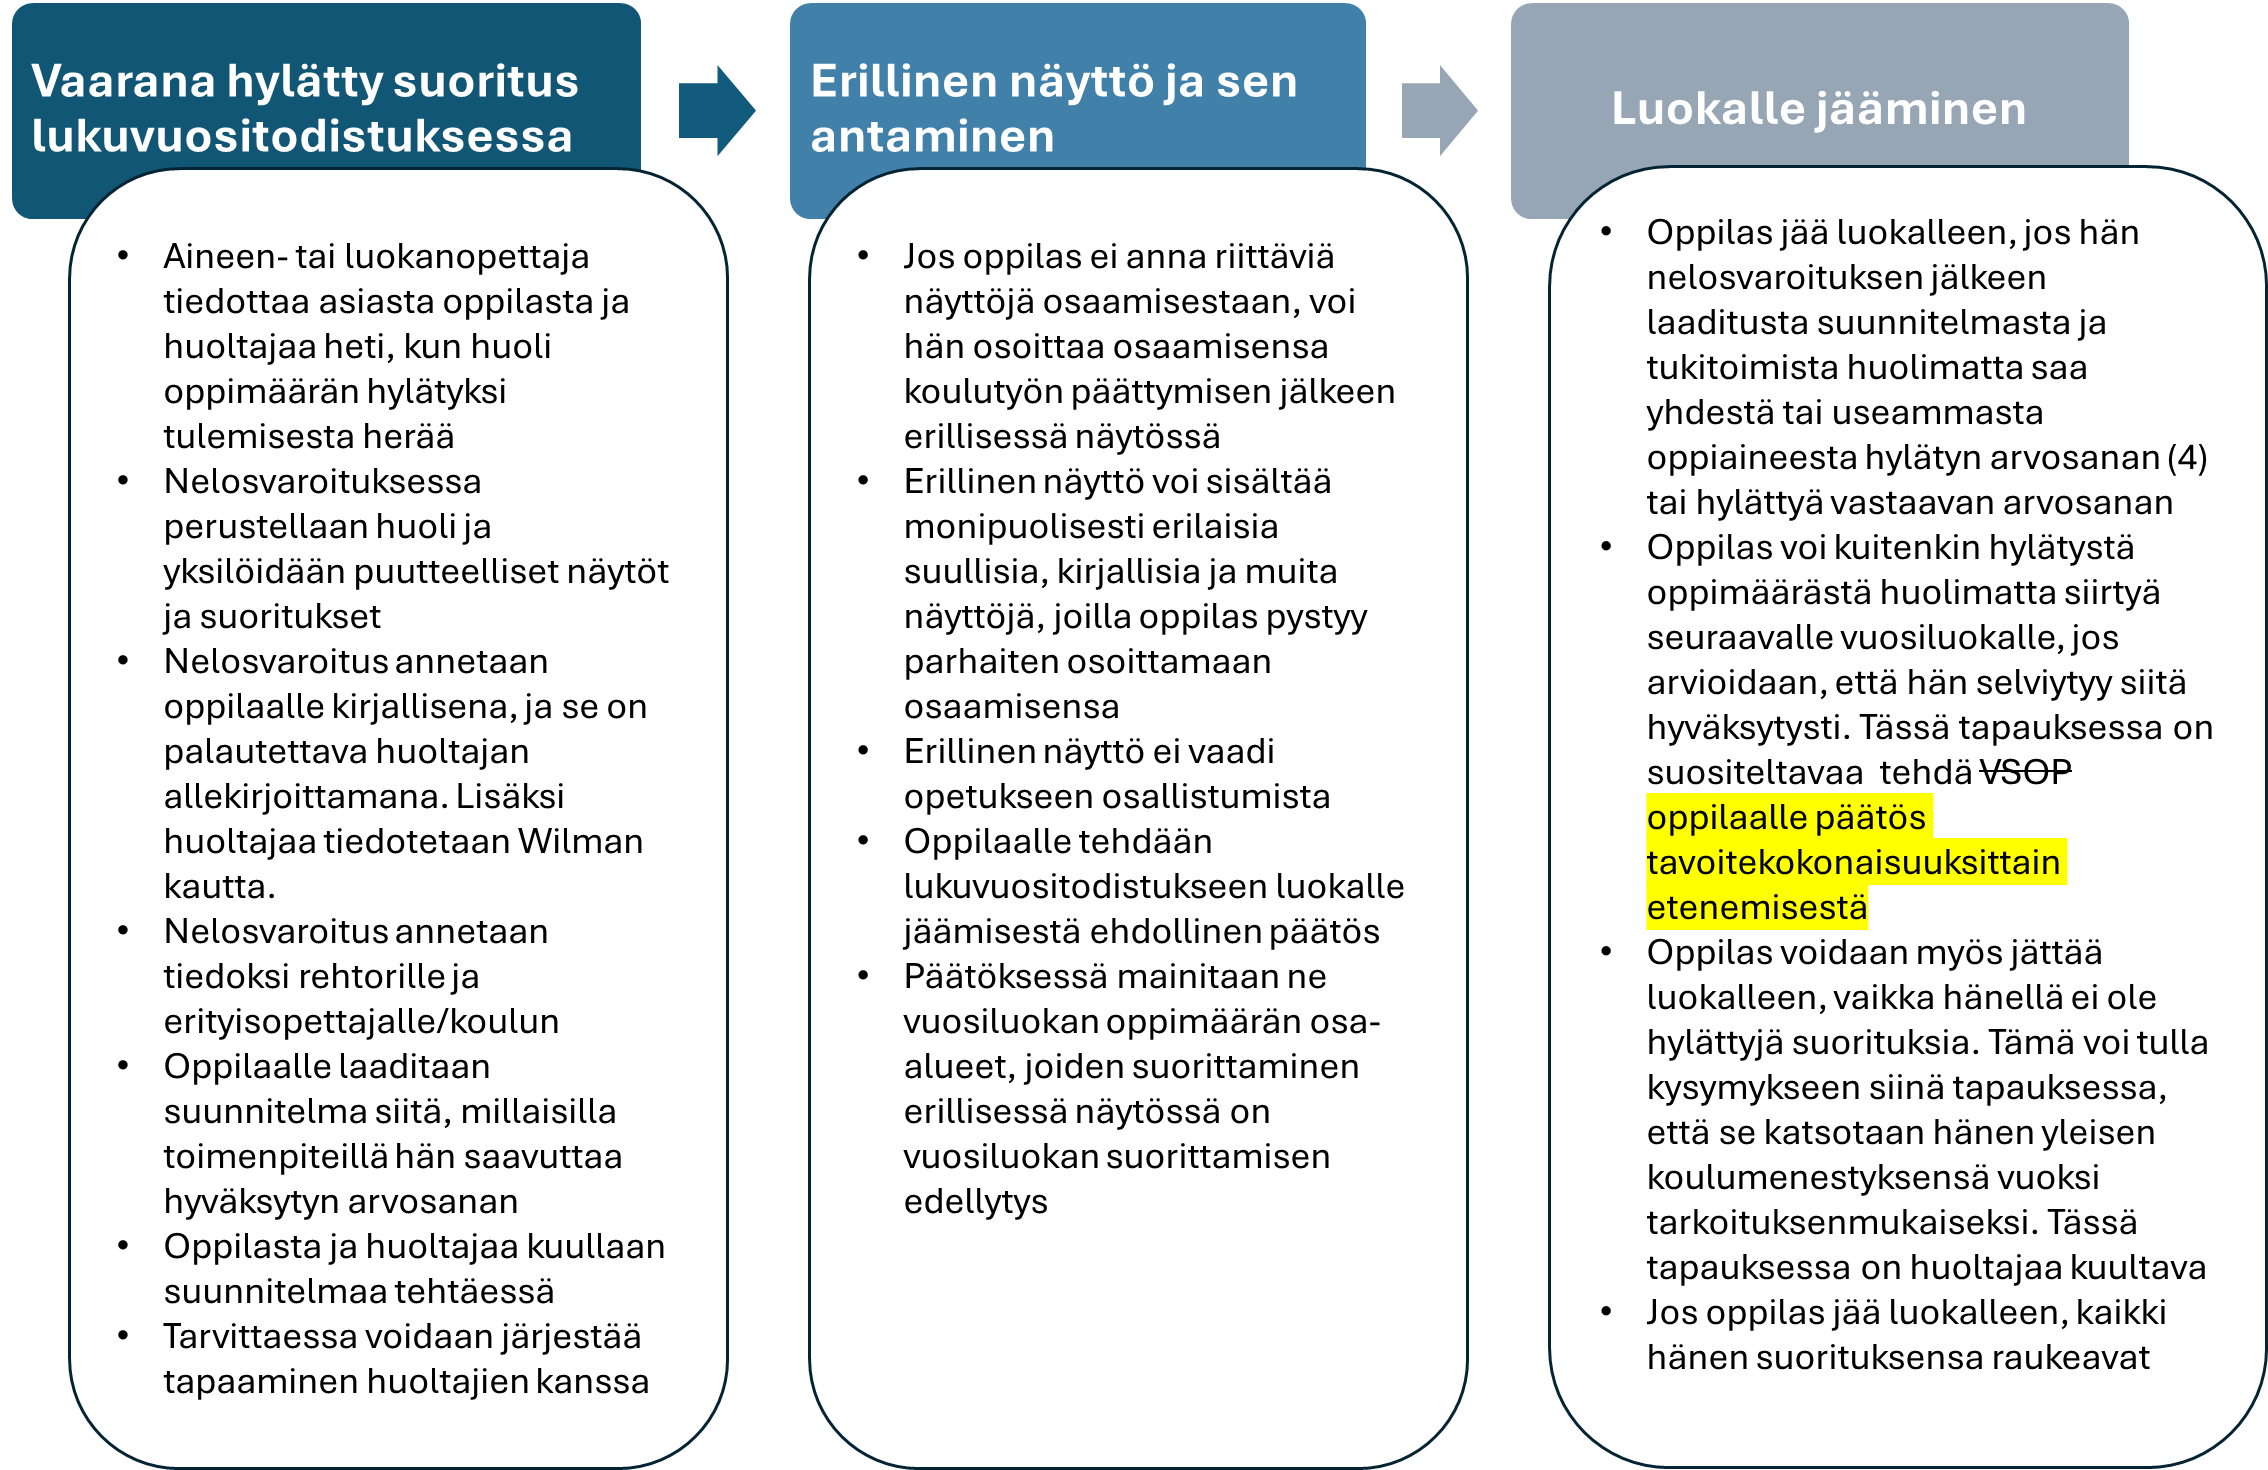 Vaarana hylätty suoritus
lukuvuositodistuksessa
• Aineen- tai luokanopettaja
tiedottaa asiasta oppilasta ja
huoltajaa heti, kun huoli
oppimäärän hylätyksi
tulemisesta herää
• Nelosvaroituksessa
perustellaan huoli ja
yksilöidään puutteelliset näytöt
ja suoritukset
• Nelosvaroitus annetaan
oppilaalle kirjallisena, ja se on
palautettava huoltajan
allekirjoittamana. Lisäksi
huoltajaa tiedotetaan Wilman
kautta.
• Nelosvaroitus annetaan
tiedoksi rehtorille ja
erityisopettajalle/koulun
• Oppilaalle laaditaan
suunnitelma siitä, millaisilla
toimenpiteillä hän saavuttaa
hyväksytyn arvosanan
• Oppilasta ja huoltajaa kuullaan
suunnitelmaa tehtäessä
• Tarvittaessa voidaan järjestää
tapaaminen huoltajien kanssa
Erillinen näyttö ja sen
antaminen
• Jos oppilas ei anna riittäviä
näyttöjä osaamisestaan, voi
hän osoittaa osaamisensa
koulutyön päättymisen jälkeen
erillisessä näytössä
• Erillinen näyttö voi sisältää
monipuolisesti erilaisia
suullisia, kirjallisia ja muita
näyttöjä, joilla oppilas pystyy
parhaiten osoittamaan
osaamisensa
• Erillinen näyttö ei vaadi
opetukseen osallistumista
• Oppilaalle tehdään
lukuvuositodistukseen luokalle
jäämisestä ehdollinen päätös
• Päätöksessä mainitaan ne
vuosiluokan oppimäärän osa-
alueet, joiden suorittaminen
erillisessä näytössä on
vuosiluokan suorittamisen
edellytys
Luokalle jääminen
• Oppilas jää luokalleen, jos hän
nelosvaroituksen jälkeen
laaditusta suunnitelmasta ja
tukitoimista huolimatta saa
yhdestä tai useammasta
oppiaineesta hylätyn arvosanan (4)
tai hylättyä vastaavan arvosanan
• Oppilas voi kuitenkin hylätystä
oppimäärästä huolimatta siirtyä
seuraavalle vuosiluokalle, jos
arvioidaan, että hän selviytyy siitä
hyväksytysti. Tässä tapauksessa on
suositeltavaa tehdä VSOP
oppilaalle päätös
tavoitekokonaisuuksittain
etenemisestä
• Oppilas voidaan myös jättää
luokalleen, vaikka hänellä ei ole
hylättyjä suorituksia. Tämä voi tulla
kysymykseen siinä tapauksessa,
että se katsotaan hänen yleisen
koulumenestyksensä vuoksi
tarkoituksenmukaiseksi. Tässä
tapauksessa on huoltajaa kuultava
• Jos oppilas jää luokalleen, kaikki
hänen suorituksensa raukeavat